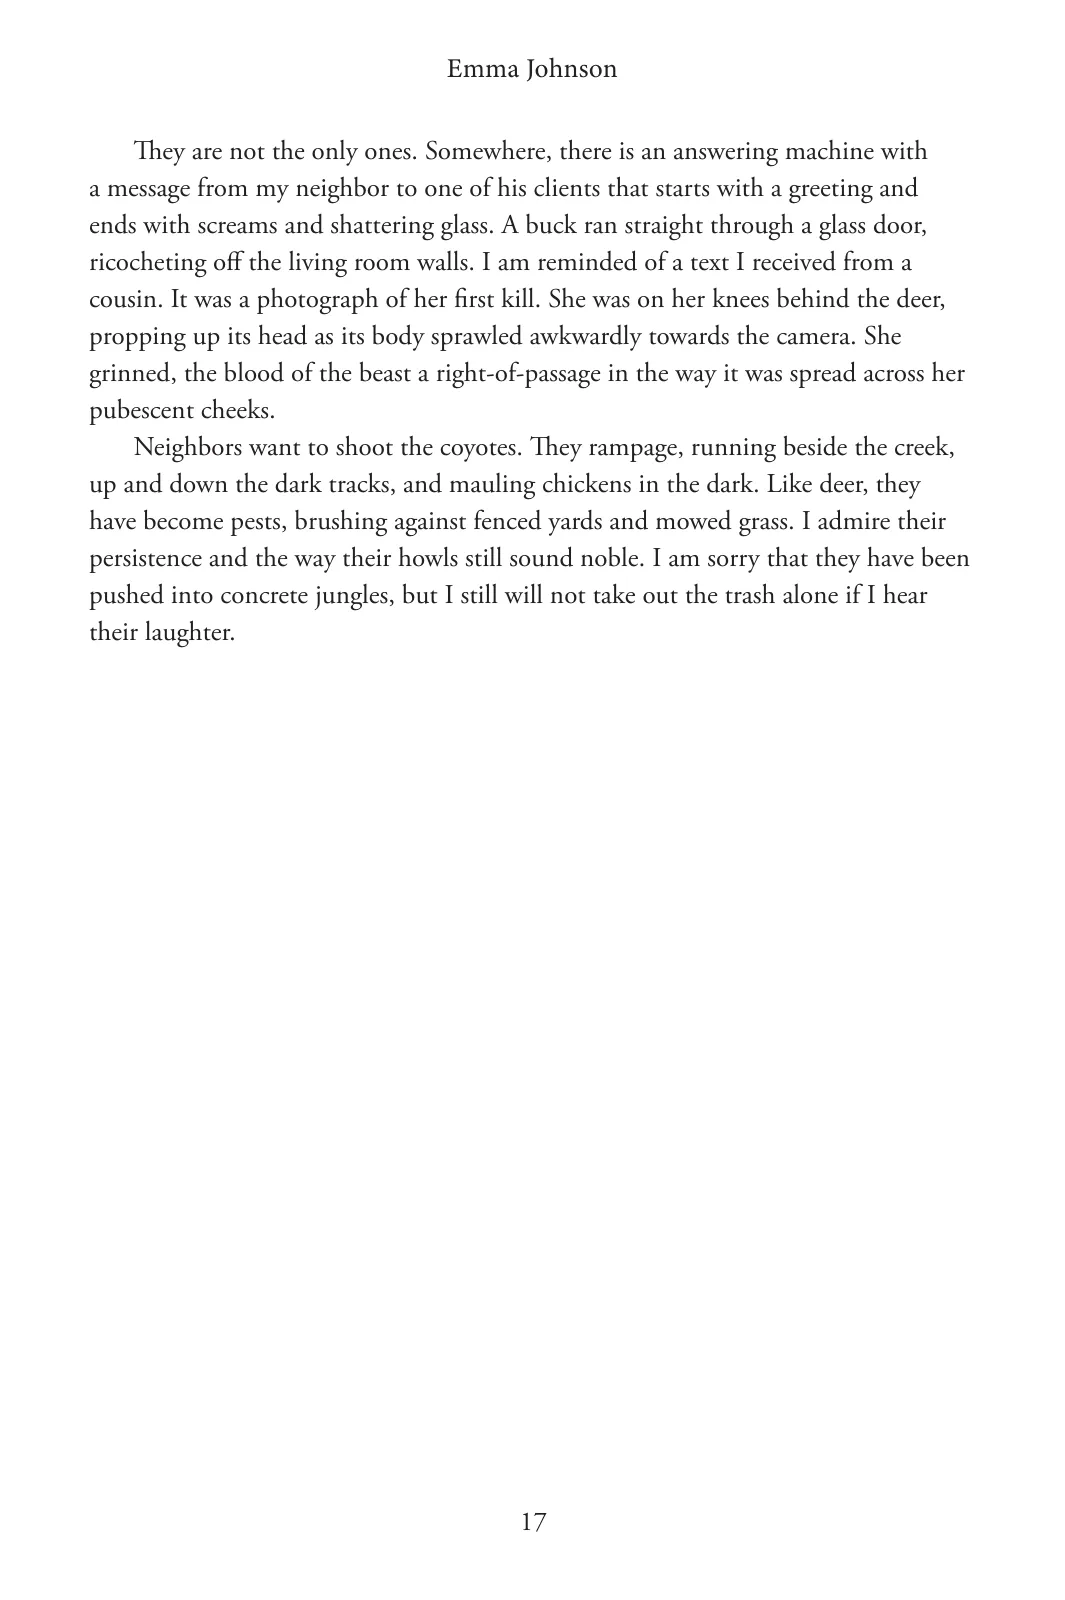 Emma Johnson
They are not the only ones. Somewhere, there is an answering machine with
a message from my neighbor to one of his clients that starts with a greeting and
ends with screams and shattering glass. A buck ran straight through a glass door,
ricocheting off the living room walls. I am reminded of a text I received from a
cousin. It was a photograph of her first kill. She was on her knees behind the deer,
propping up its head as its body sprawled awkwardly towards the camera. She
grinned, the blood of the beast a right-of-passage in the way it was spread across her
pubescent cheeks.
Neighbors want to shoot the coyotes. They rampage, running beside the creek,
up and down the dark tracks, and mauling chickens in the dark. Like deer, they
have become pests, brushing against fenced yards and mowed grass. I admire their
persistence and the way their howls still sound noble. I am sorry that they have been
pushed into concrete jungles, but I still will not take out the trash alone if I hear
their laughter.
17